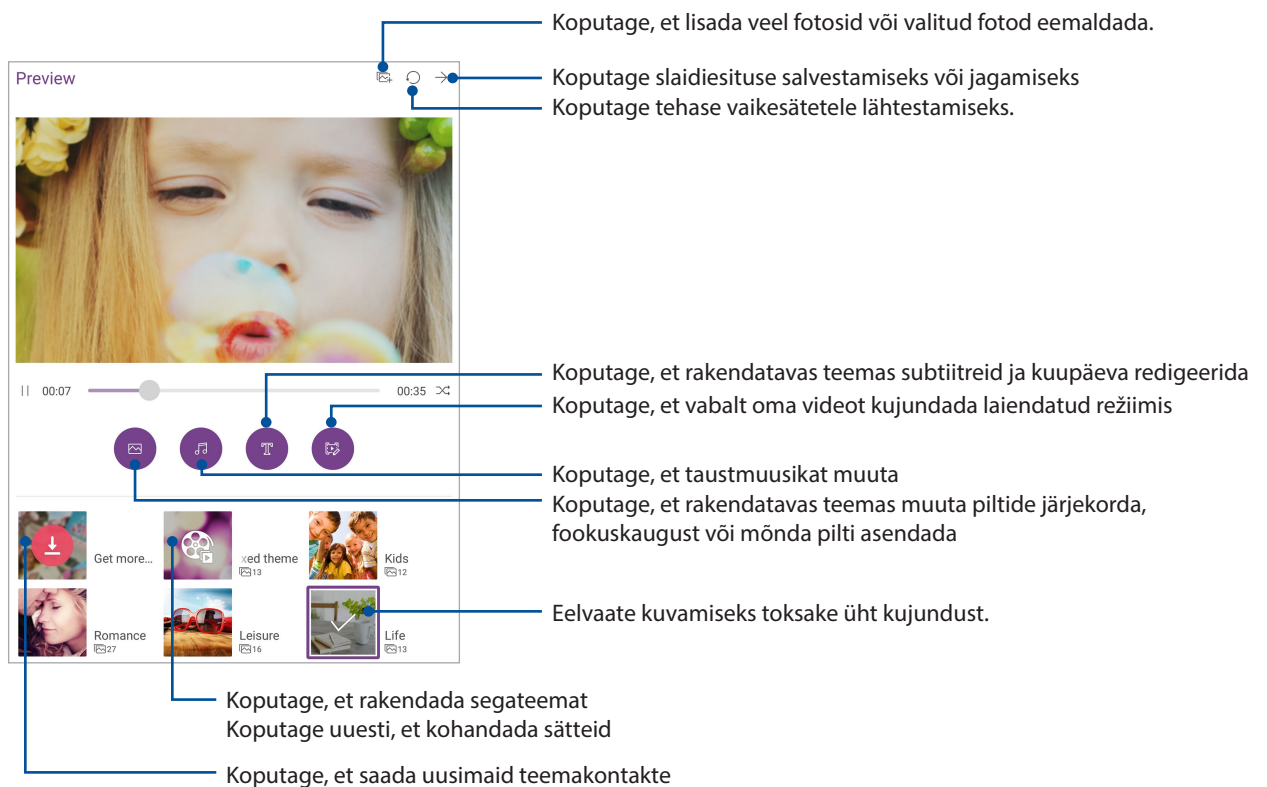 Koputage, et lisada veel fotosid või valitud fotod eemaldada.
Preview
Koputage slaidiesituse salvestamiseks või jagamiseks
Koputage tehase vaikesätetele lähtestamiseks.
00:07
00:35
Koputage, et rakendatavas teemas subtiitreid ja kuupäeva redigeerida
Koputage, et vabalt oma videot kujundada laiendatud režiimis
T
Koputage, et taustmuusikat muuta
Koputage, et rakendatavas teemas muuta piltide järjekorda,
fookuskaugust või mõnda pilti asendada
Get more...
xed theme
13
Kids
12
Romance
27
Leisure
16
Life
13
Eelvaate kuvamiseks toksake üht kujundust.
Koputage, et rakendada segateemat
Koputage uuesti, et kohandada sätteid
Koputage, et saada uusimaid teemakontakte